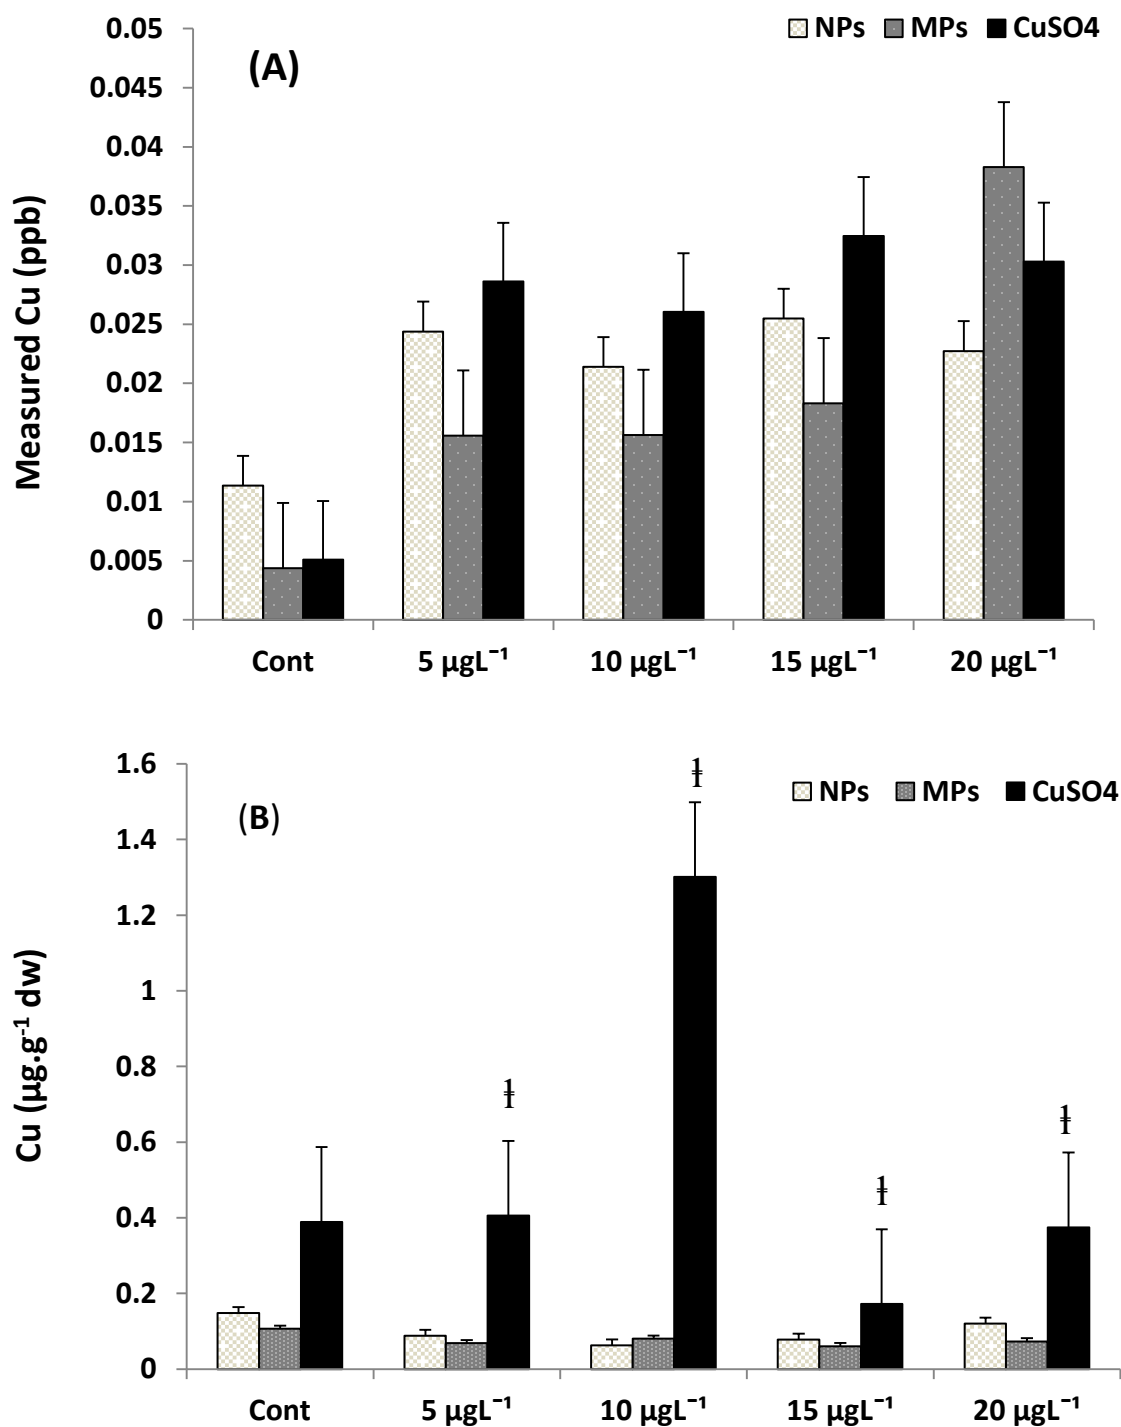 0.05
NPs MPs CuSO4
(A)
0.045
0.04
0.035
0.03
0.025
0.02
0.015
0.01
0.005
0
Measured Cu (ppb)
Cont 5 µgL⁻¹ 10 µgL⁻¹ 15 µgL⁻¹ 20 µgL⁻¹
1.6
NPs MPs CuSO4
(B)
1.4
1.2
1
0.8
0.6
0.4
0.2
0
Cu (µg.g⁻¹ dw)
Cont 5 µgL⁻¹ 10 µgL⁻¹ 15 µgL⁻¹ 20 µgL⁻¹